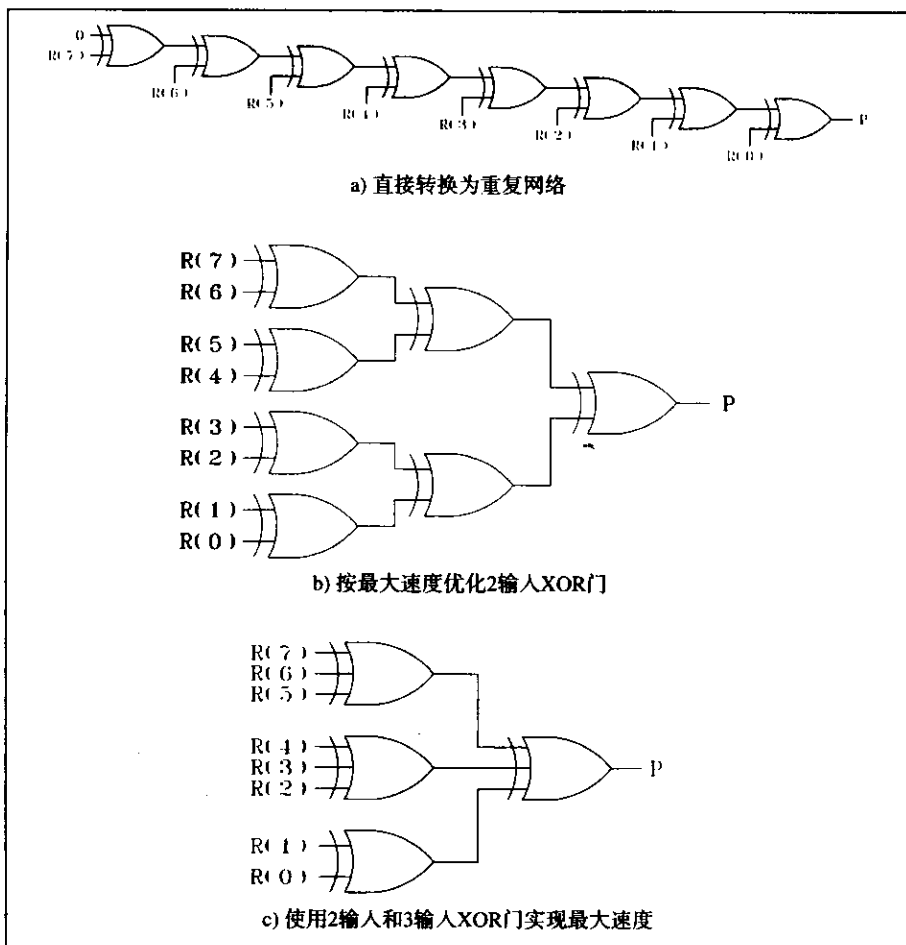 0
R(7)
R(6)
R(5)
R(4)
R(3)
R(2)
R(1)
R(0)
P
a) 直接转换为重复网络
R(7)
R(6)
R(5)
R(4)
R(3)
R(2)
R(1)
R(0)
P
b) 按最大速度优化2输入XOR门
R(7)
R(6)
R(5)
R(4)
R(3)
R(2)
R(1)
R(0)
P
c) 使用2输入和3输入XOR门实现最大速度